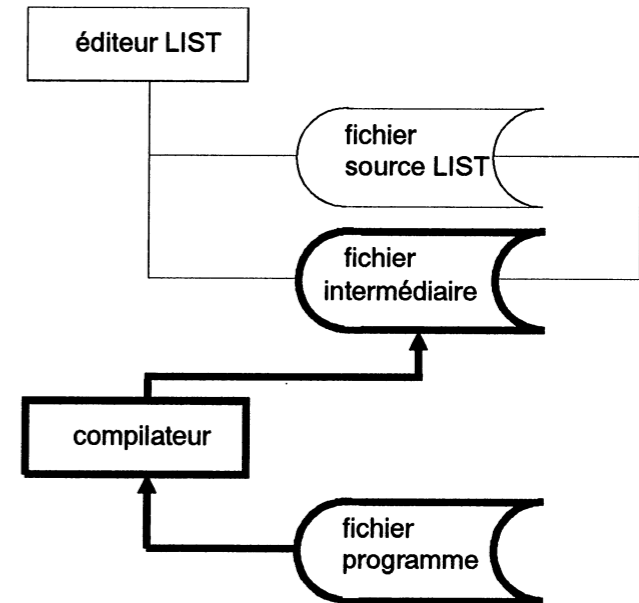 éditeur LIST
fichier
source LIST
fichier
intermédiaire
compilateur
fichier
programme